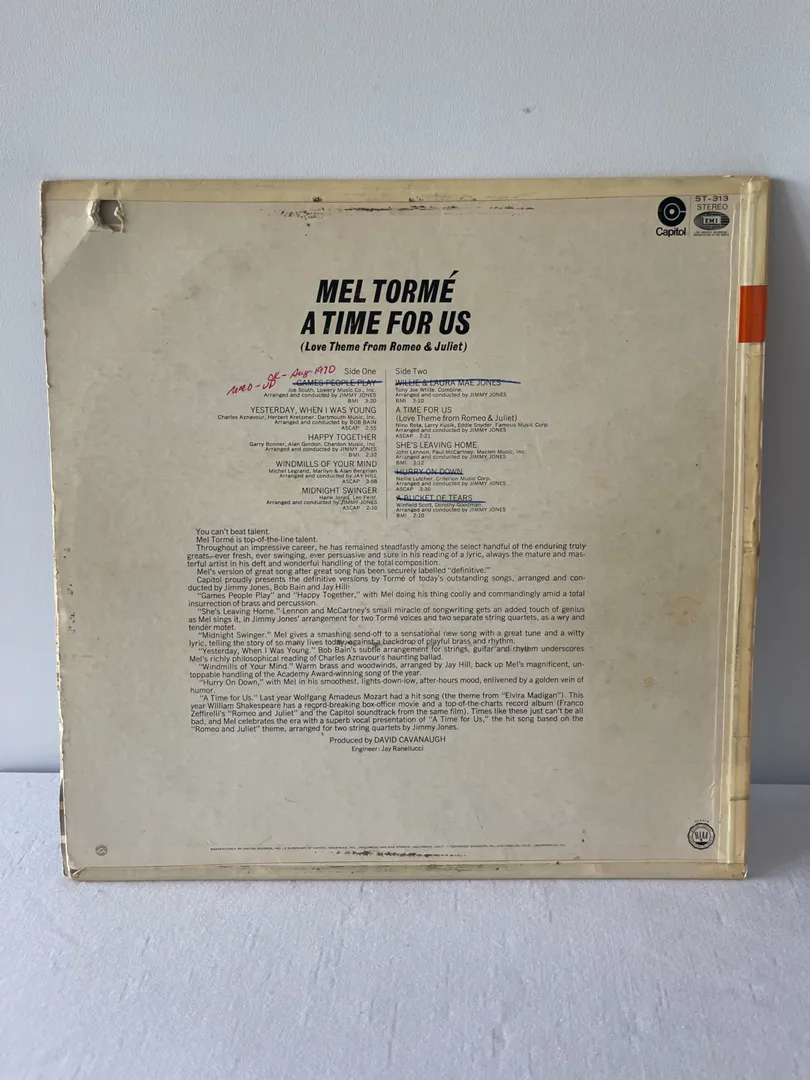 ST-313
STEREO
Capitol
EMI
MEL TORMÉ
A TIME FOR US
(Love Theme from Romeo & Juliet)
OK - Aug 1970
Side One
GAMES PEOPLE PLAY
Joe South, Lowery Music Co., Inc.
Arranged and conducted by JIMMY JONES
BMI 3:20
YESTERDAY, WHEN I WAS YOUNG
Charles Aznavour, Herbert Kretzmer, Dartmouth Music, Inc.
Arranged and conducted by BOB BAIN
ASCAP 2:55
HAPPY TOGETHER
Garry Bonner, Alan Gordon, Chardon Music, Inc.
Arranged and conducted by JIMMY JONES
BMI 2:32
WINDMILLS OF YOUR MIND
Michel Legrand, Marilyn & Alan Bergman
Arranged and conducted by JAY HILL
ASCAP
MIDNIGHT SWINGER
Hank Jones, Leo Feist
Arranged and conducted by JIMMY JONES
ASCAP 2:10
Side Two
WILLIE & LAURA MAE JONES
Tony Joe White, Combine
Arranged and conducted by JIMMY JONES
BMI 3:10
A TIME FOR US
(Love Theme from Romeo & Juliet)
Nino Rota, Larry Kusik, Eddie Snyder, Famous Music Corp.
Arranged and conducted by JIMMY JONES
ASCAP 2:21
SHE'S LEAVING HOME
John Lennon, Paul McCartney, Maclen Music, Inc.
Arranged and conducted by JIMMY JONES
BMI 3:12
HURRY ON DOWN
Nellie Lutcher, Criterion Music Corp.
Arranged and conducted by JIMMY JONES
ASCAP 2:30
A BUCKET OF TEARS
Winfield Scott, Dorothy Goodman
Arranged and conducted by JIMMY JONES
BMI 2:10
You can't beat talent.
Mel Tormé is top-of-the-line talent.
Throughout an impressive career, he has remained steadfastly among the select handful of the enduring truly
greats—ever fresh, ever swinging, ever persuasive and sure in his reading of a lyric, always the mature and mas-
terful artist in his deft and wonderful handling of the total composition.
Mel's version of great song after great song has been securely labelled "definitive."
Capitol proudly presents the definitive versions by Tormé of today's outstanding songs, arranged and con-
ducted by Jimmy Jones, Bob Bain and Jay Hill:
"Games People Play" and "Happy Together," with Mel doing his thing coolly and commandingly amid a total
insurrection of brass and percussion.
"She's Leaving Home." Lennon and McCartney's small miracle of songwriting gets an added touch of genius
as Mel sings it, in Jimmy Jones' arrangement for two Tormé voices and two separate string quartets, as a wry and
tender motet.
"Midnight Swinger." Mel gives a smashing send-off to a sensational new song with a great tune and a witty
lyric, telling the story of so many lives today, against a backdrop of playful brass and rhythm.
"Yesterday, When I Was Young." Bob Bain's subtle arrangement for strings, guitar and rhythm underscores
Mel's richly philosophical reading of Charles Aznavour's haunting ballad.
"Windmills of Your Mind." Warm brass and woodwinds, arranged by Jay Hill, back up Mel's magnificent, un-
toppable handling of the Academy Award-winning song of the year.
"Hurry On Down," with Mel in his smoothest, lights-down-low, after-hours mood, enlivened by a golden vein of
humor.
"A Time for Us." Last year Wolfgang Amadeus Mozart had a hit song (the theme from "Elvira Madigan"). This
year William Shakespeare has a record-breaking box-office movie and a top-of-the-charts record album (Franco
Zeffirelli's "Romeo and Juliet" and the Capitol soundtrack from the same film). Times like these just can't be all
bad, and Mel celebrates the era with a superb vocal presentation of "A Time for Us," the hit song based on the
"Romeo and Juliet" theme, arranged for two string quartets by Jimmy Jones.
Produced by DAVID CAVANAUGH
Engineer: Jay Ranellucci